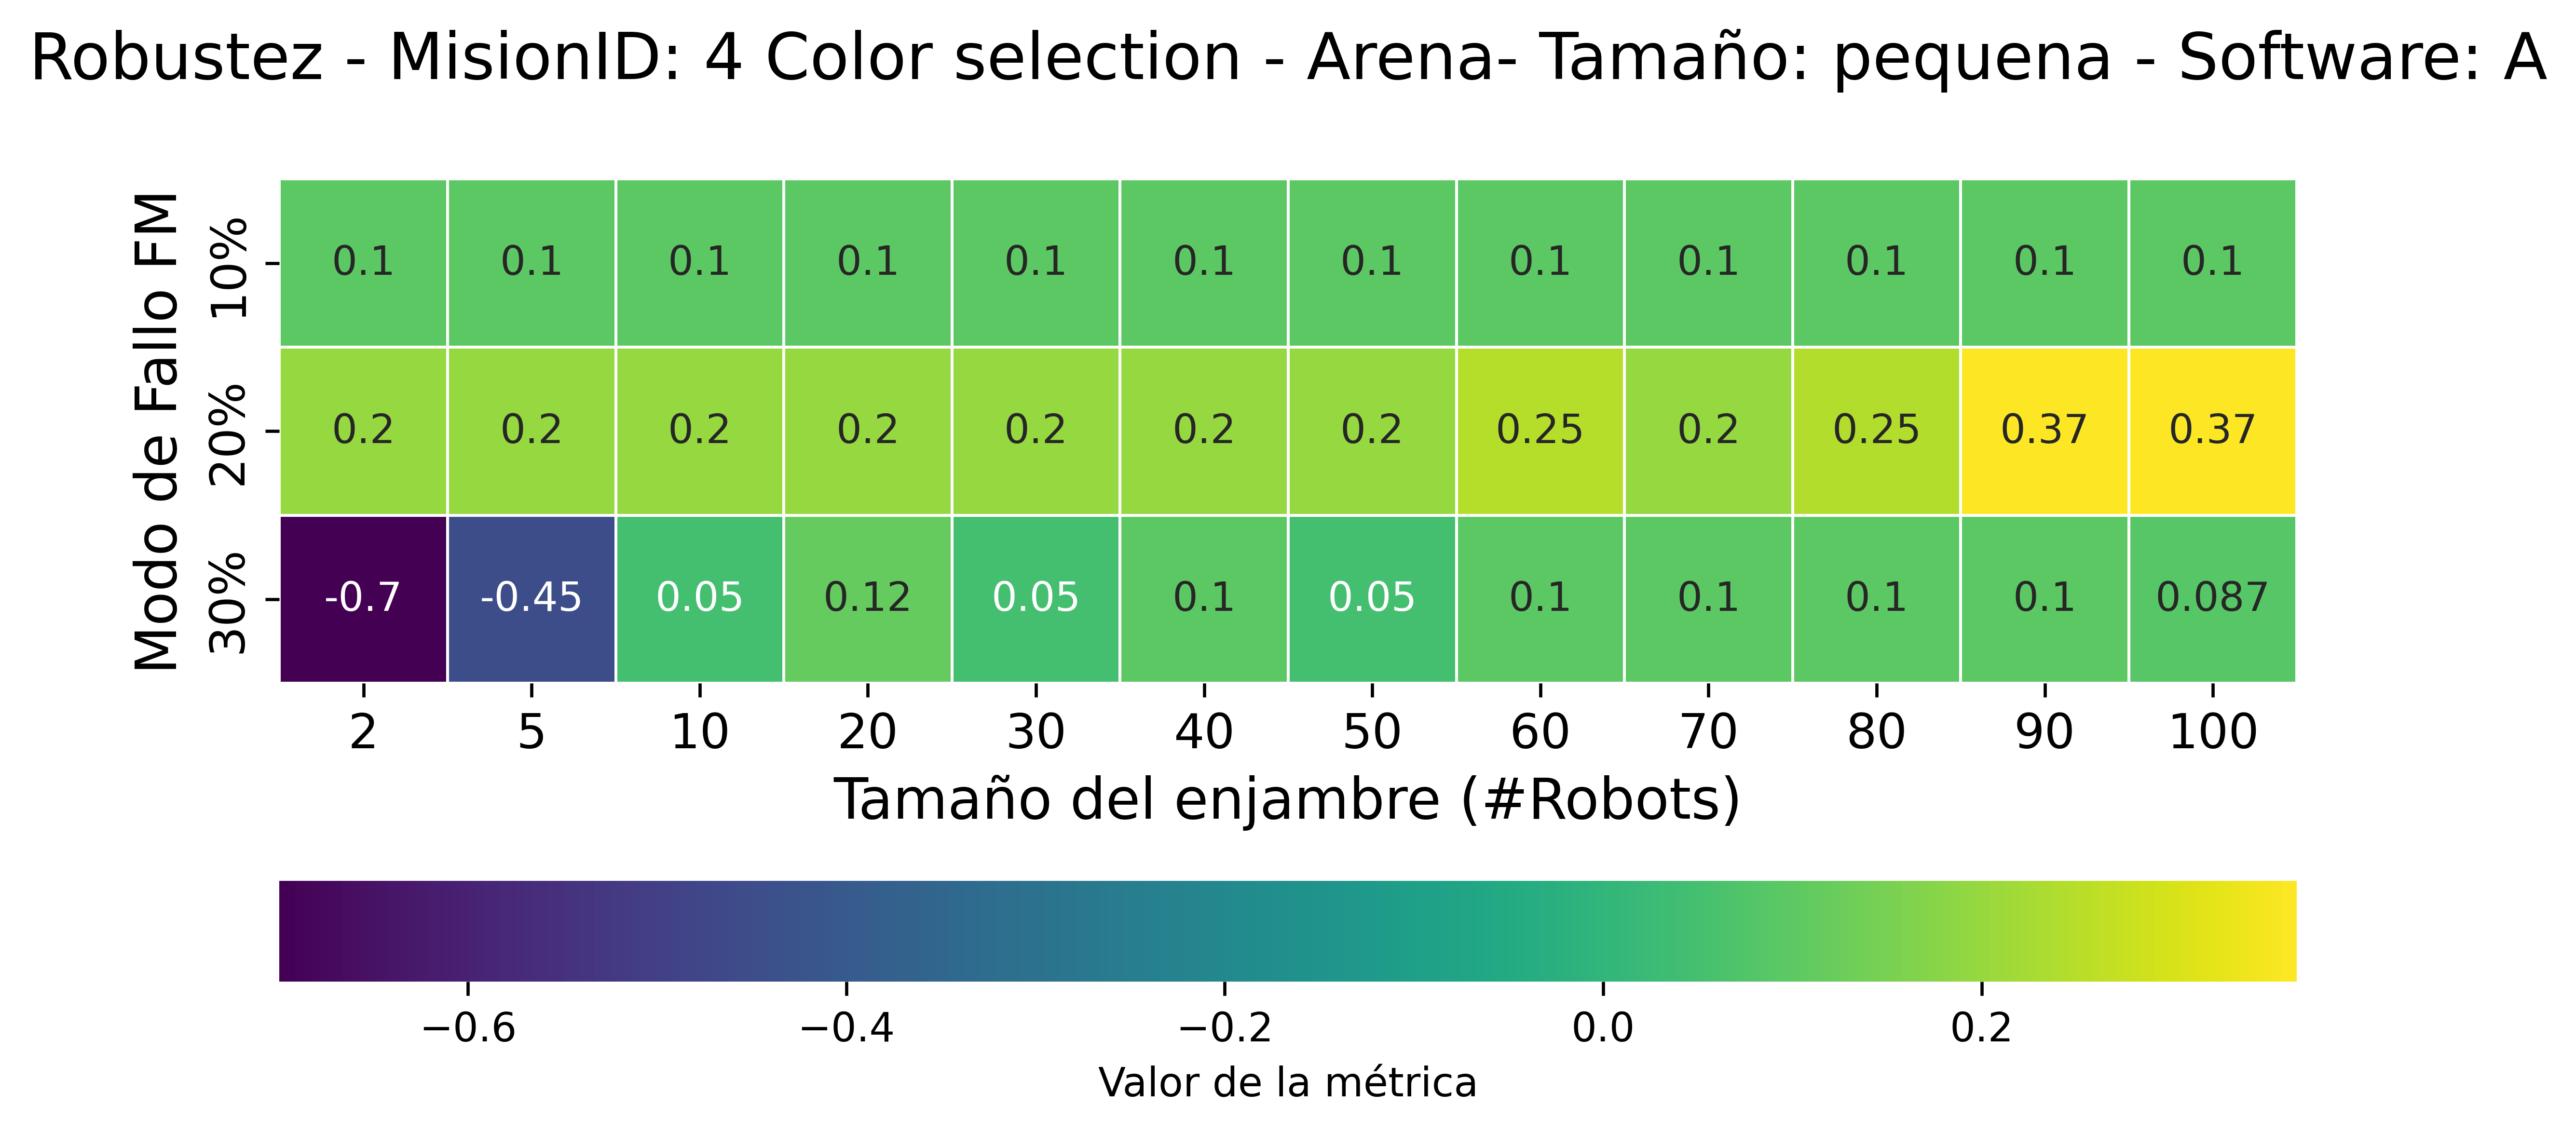 Robustez - MisionID: 4 Color selection - Arena- Tamaño: pequena - Software: A
Modo de Fallo FM
10%
0.1 0.1 0.1 0.1 0.1 0.1 0.1 0.1 0.1 0.1 0.1 0.1
20%
0.2 0.2 0.2 0.2 0.2 0.2 0.2 0.25 0.2 0.25 0.37 0.37
30%
-0.7 -0.45 0.05 0.12 0.05 0.1 0.05 0.1 0.1 0.1 0.1 0.087
2 5 10 20 30 40 50 60 70 80 90 100
Tamaño del enjambre (#Robots)
−0.6 −0.4 −0.2 0.0 0.2
Valor de la métrica